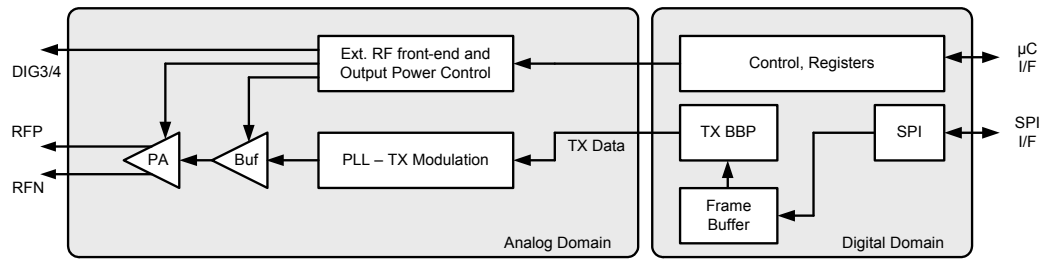 Ext. RF front-end and
Output Power Control
Control, Registers
µC
I/F
DIG3/4
RFP
RFN
PA
Buf
PLL – TX Modulation
TX Data
TX BBP
SPI
SPI
I/F
Frame
Buffer
Analog Domain
Digital Domain